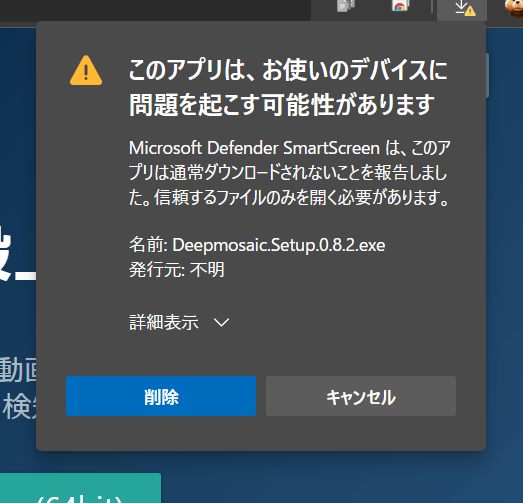 このアプリは、お使いのデバイスに
問題を起こす可能性があります
Microsoft Defender SmartScreen は、このア
プリは通常ダウンロードされないことを報告しまし
た。信頼するファイルのみを開く必要があります。
名前: Deepmosaic.Setup.0.8.2.exe
発行元: 不明
詳細表示
削除
キャンセル
動画
検
(64bit)